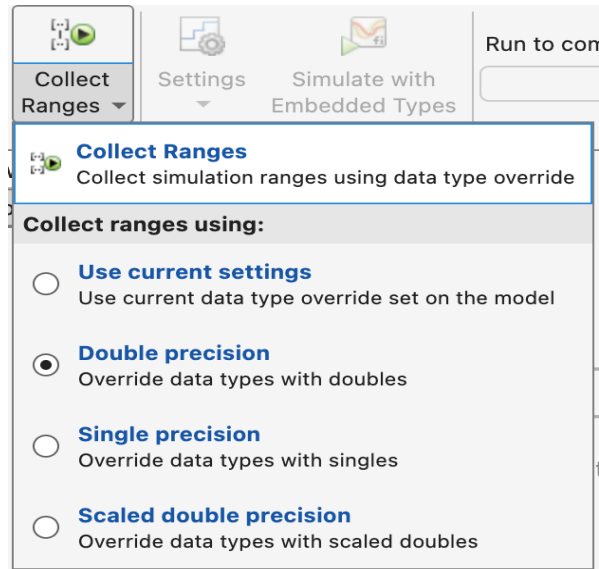 Collect
Ranges
Settings
Simulate with
Embedded Types
Run to com
Collect Ranges
Collect simulation ranges using data type override
Collect ranges using:
Use current settings
Use current data type override set on the model
Double precision
Override data types with doubles
Single precision
Override data types with singles
Scaled double precision
Override data types with scaled doubles